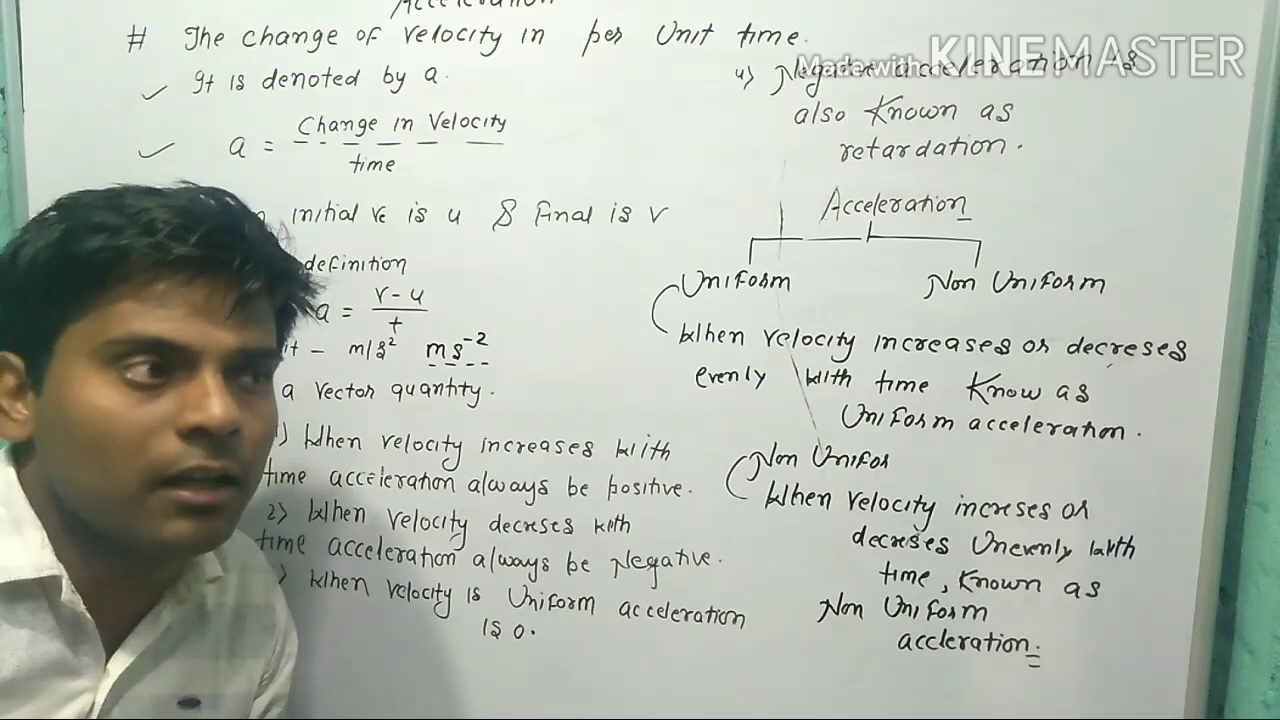 Acceleration
# The change of velocity in per Unit time.
It is denoted by a.
a = Change in Velocity
time
initial ve is u & final is v
definition
a = v - u
t
m/s² ms⁻²
a vector quantity.
1) When velocity increases with
time acceleration always be positive.
2) When velocity decreses with
time acceleration always be Negative.
) When velocity is Uniform acceleration
is 0.
Made with KINEMASTER
4) Negative acceleration is
also Known as
retardation.
Acceleration
Uniform Non Uniform
When velocity increases or decreses
evenly with time Know as
Uniform acceleration.
Non Unifor
When velocity increses or
decreses Unevenly with
time, Known as
Non Uniform
accleration.